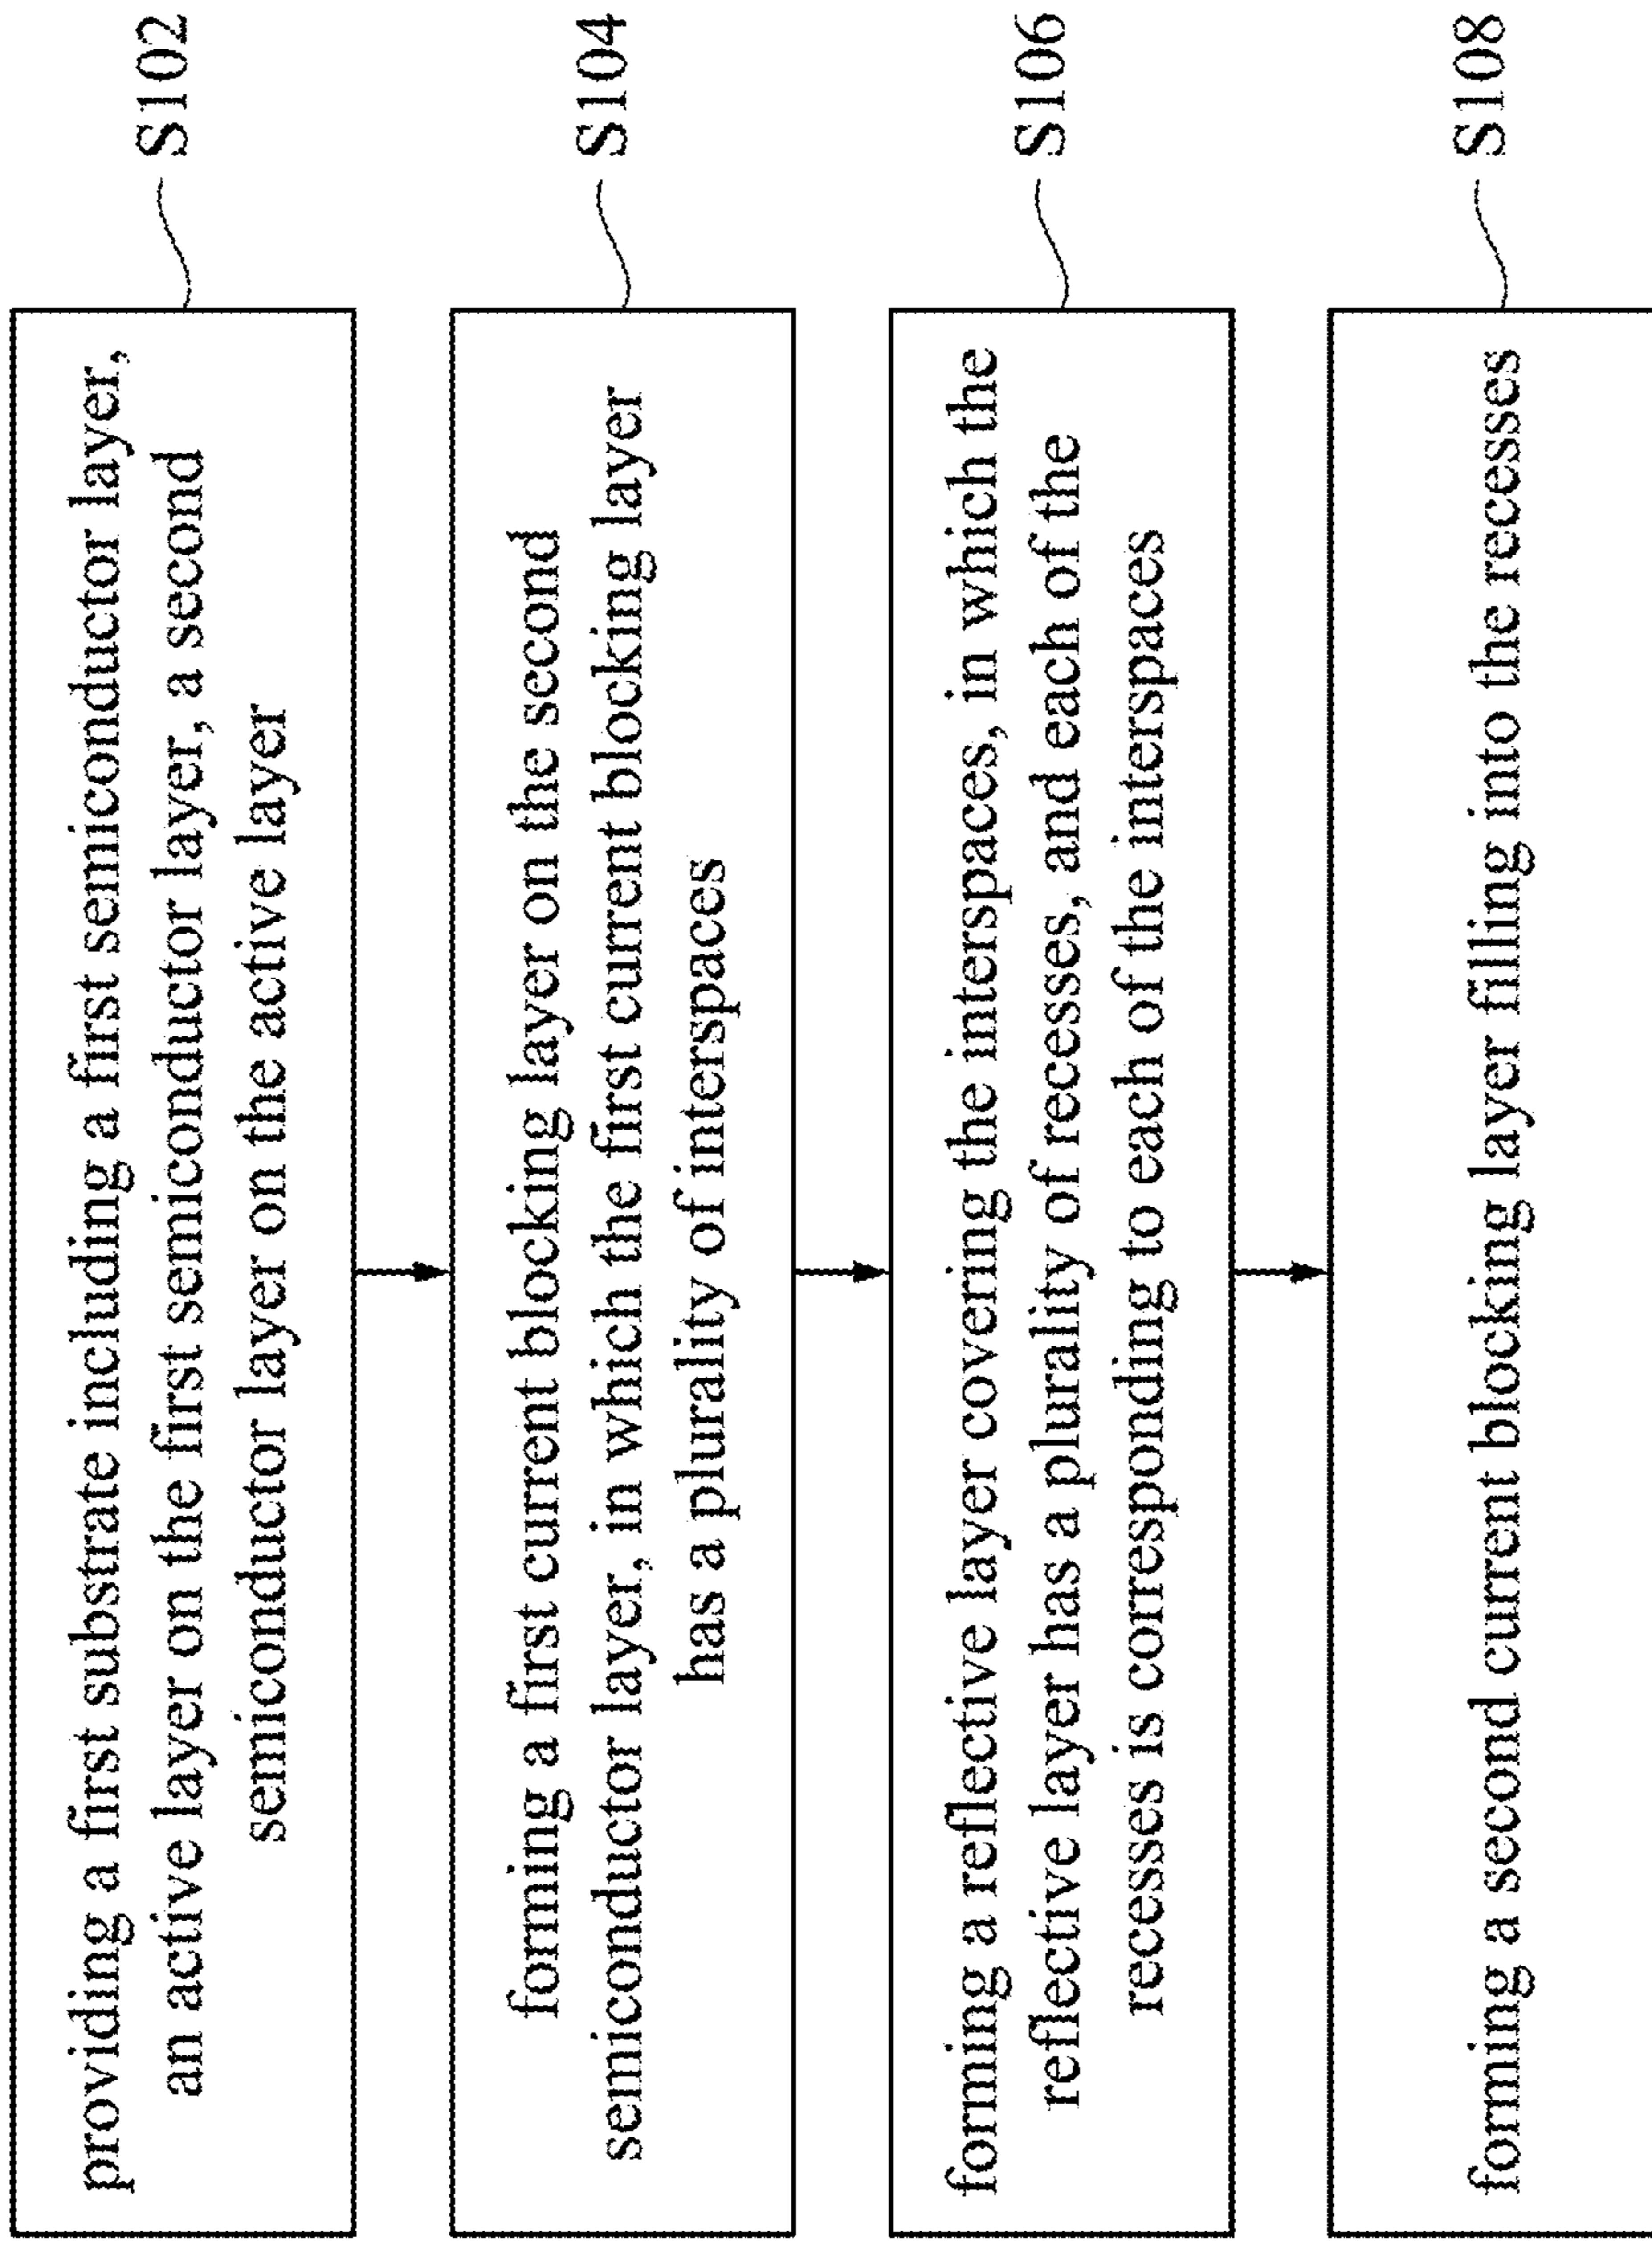 providing a first substrate including a first semiconductor layer,
an active layer on the first semiconductor layer, a second
semiconductor layer on the active layer
S102
forming a first current blocking layer on the second
semiconductor layer, in which the first current blocking layer
has a plurality of interspaces
S104
forming a reflective layer covering the interspaces, in which the
reflective layer has a plurality of recesses, and each of the
recesses is corresponding to each of the interspaces
S106
forming a second current blocking layer filling into the recesses
S108